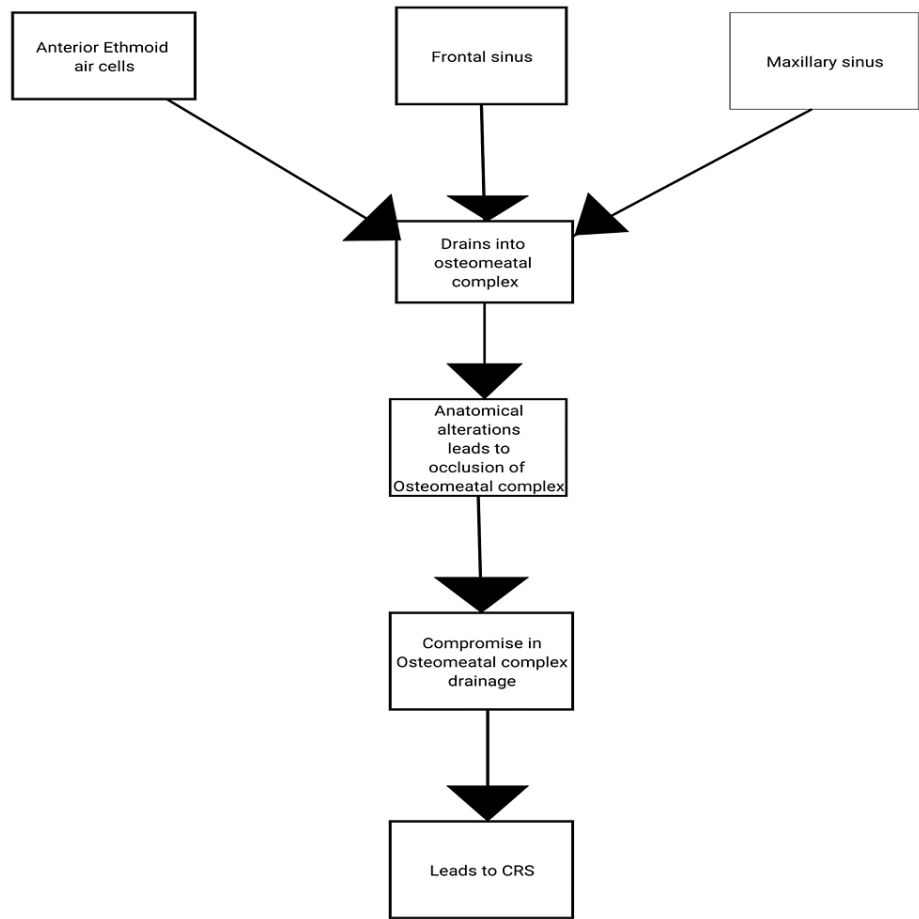 Anterior Ethmoid
air cells
Frontal sinus
Maxillary sinus
Drains into
osteomeatal
complex
Anatomical
alterations
leads to
occlusion of
Osteomeatal complex
Compromise in
Osteomeatal complex
drainage
Leads to CRS